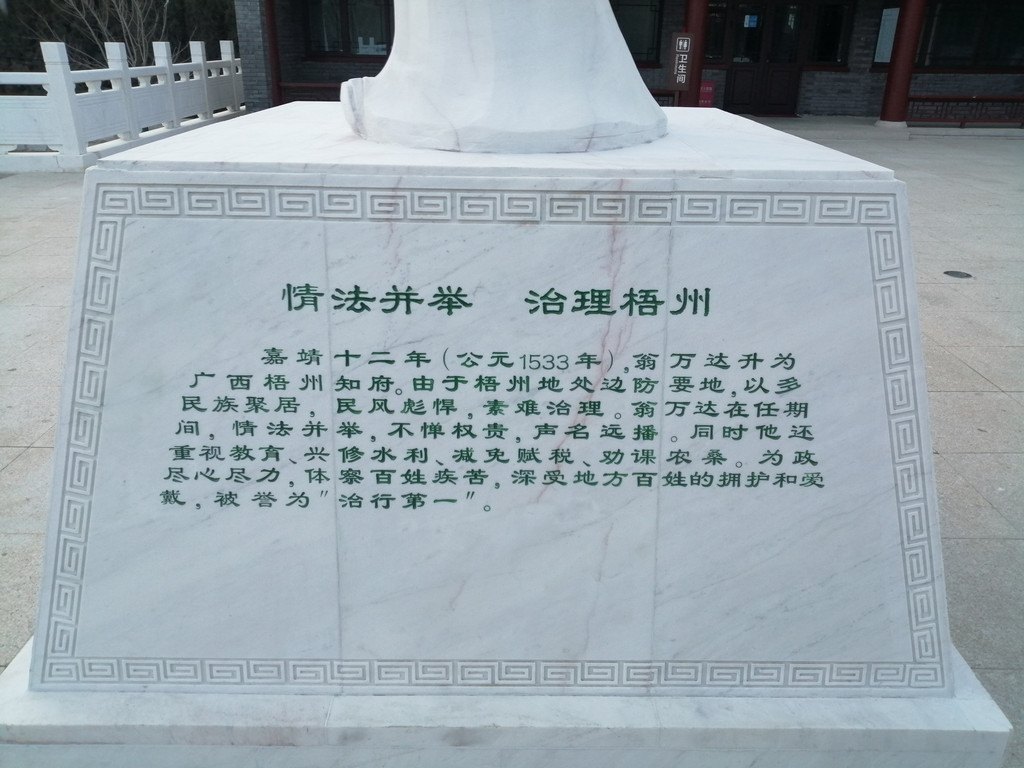 卫生间
情法并举 治理梧州
嘉靖十二年(公元1533年),翁万达升为
广西梧州知府。由于梧州地处边防要地,以多
民族聚居,民风彪悍,素难治理。翁万达在任期
间,情法并举,不惮权贵,声名远播。同时他还
重视教育、兴修水利、减免赋税、劝课农桑。为政
尽心尽力,体察百姓疾苦,深受地方百姓的拥护和爱
戴,被誉为"治行第一"。